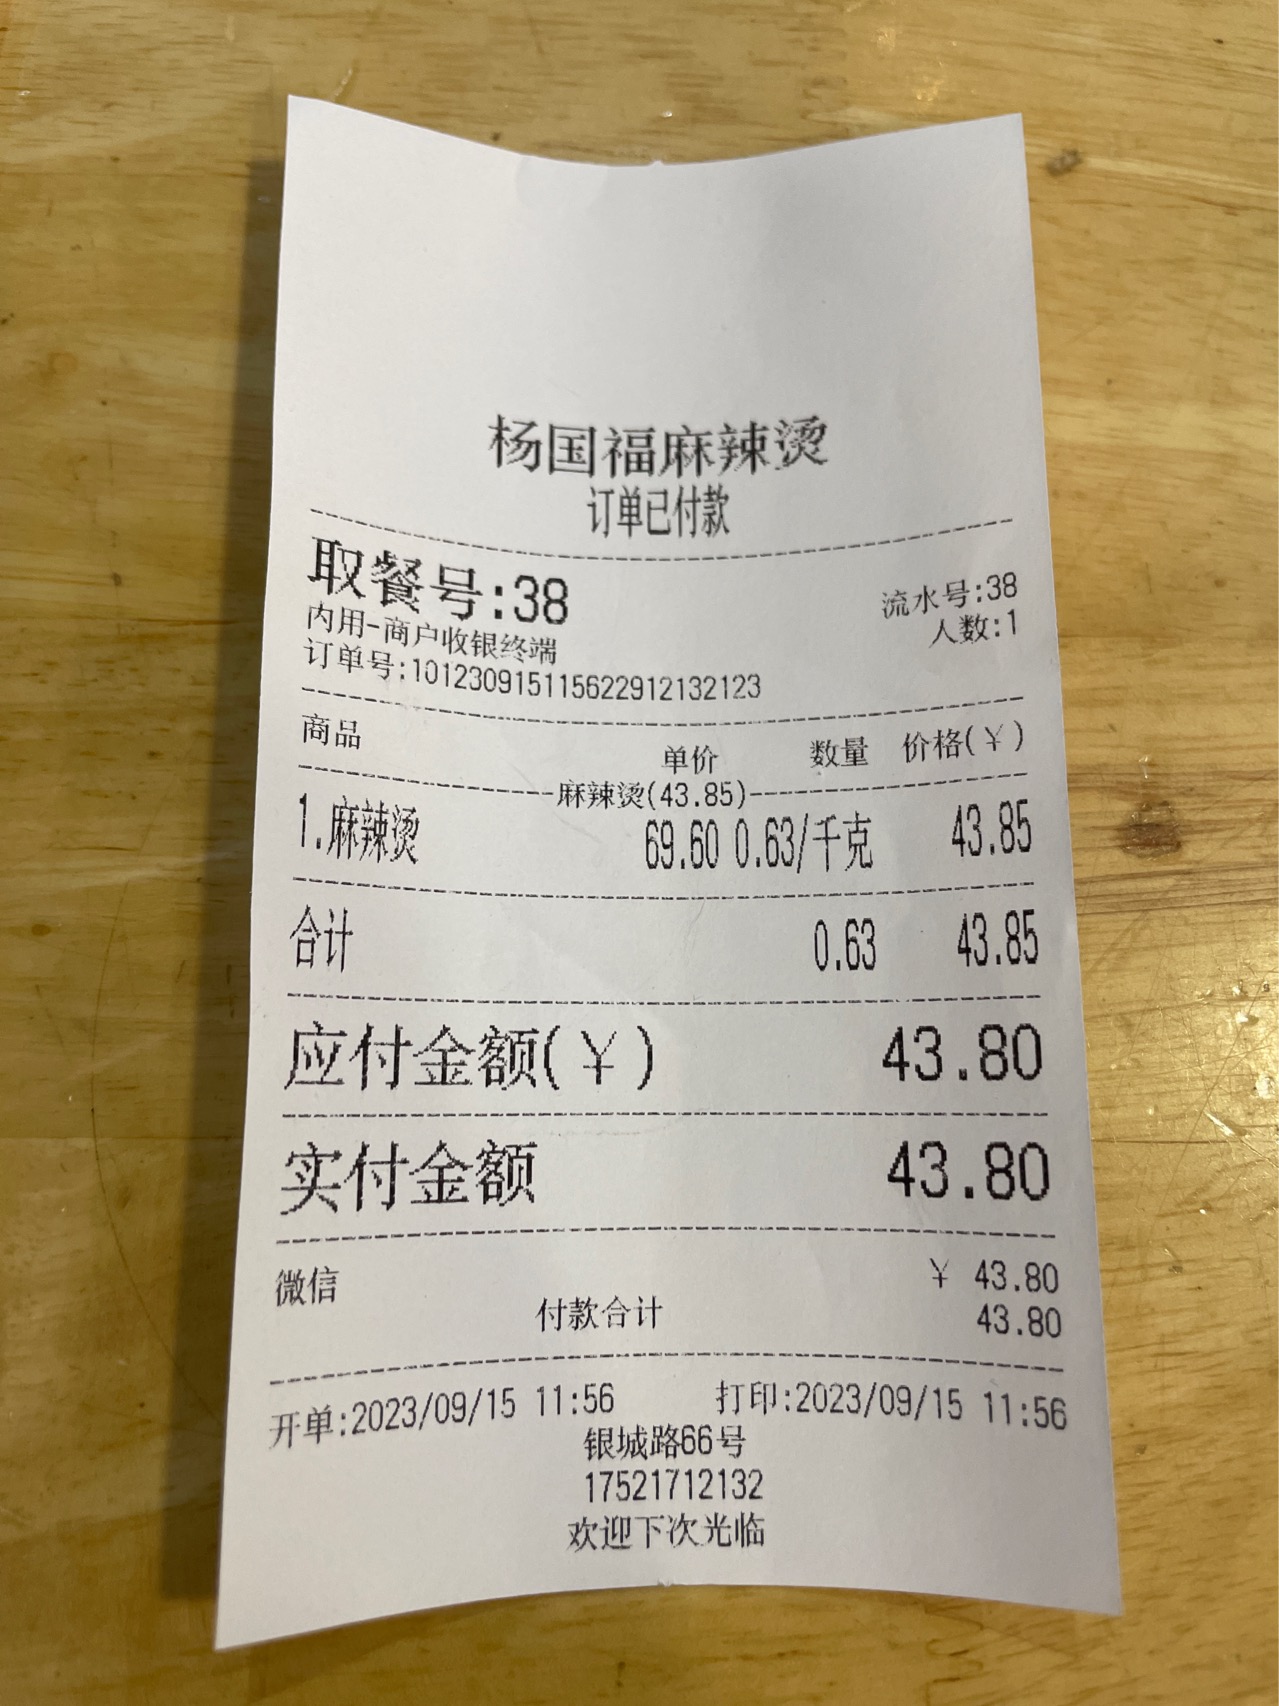 杨国福麻辣烫
订单已付款
取餐号:38 流水号:38
内用-商户收银终端 人数:1
订单号:101230915115622912132123
商品 单价 数量 价格(￥)
麻辣烫(43.85)
1.麻辣烫 69.60 0.63/千克 43.85
合计 0.63 43.85
应付金额(￥) 43.80
实付金额 43.80
微信 ￥ 43.80
付款合计 43.80
开单:2023/09/15 11:56 打印:2023/09/15 11:56
银城路66号
17521712132
欢迎下次光临